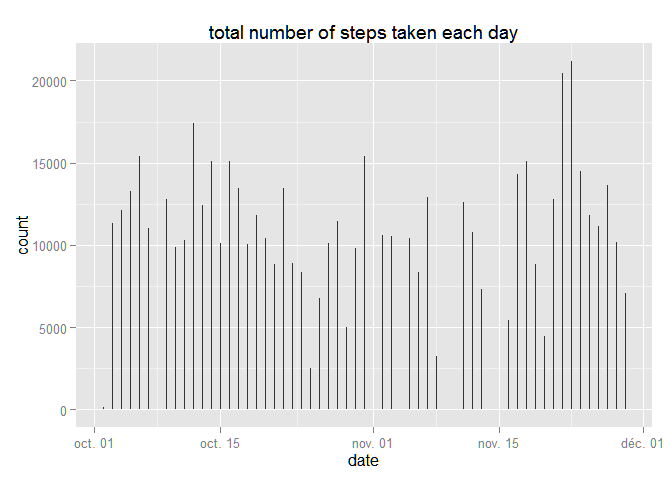 total number of steps taken each day
count
20000
15000
10000
5000
0
oct. 01
oct. 15
nov. 01
nov. 15
déc. 01
date